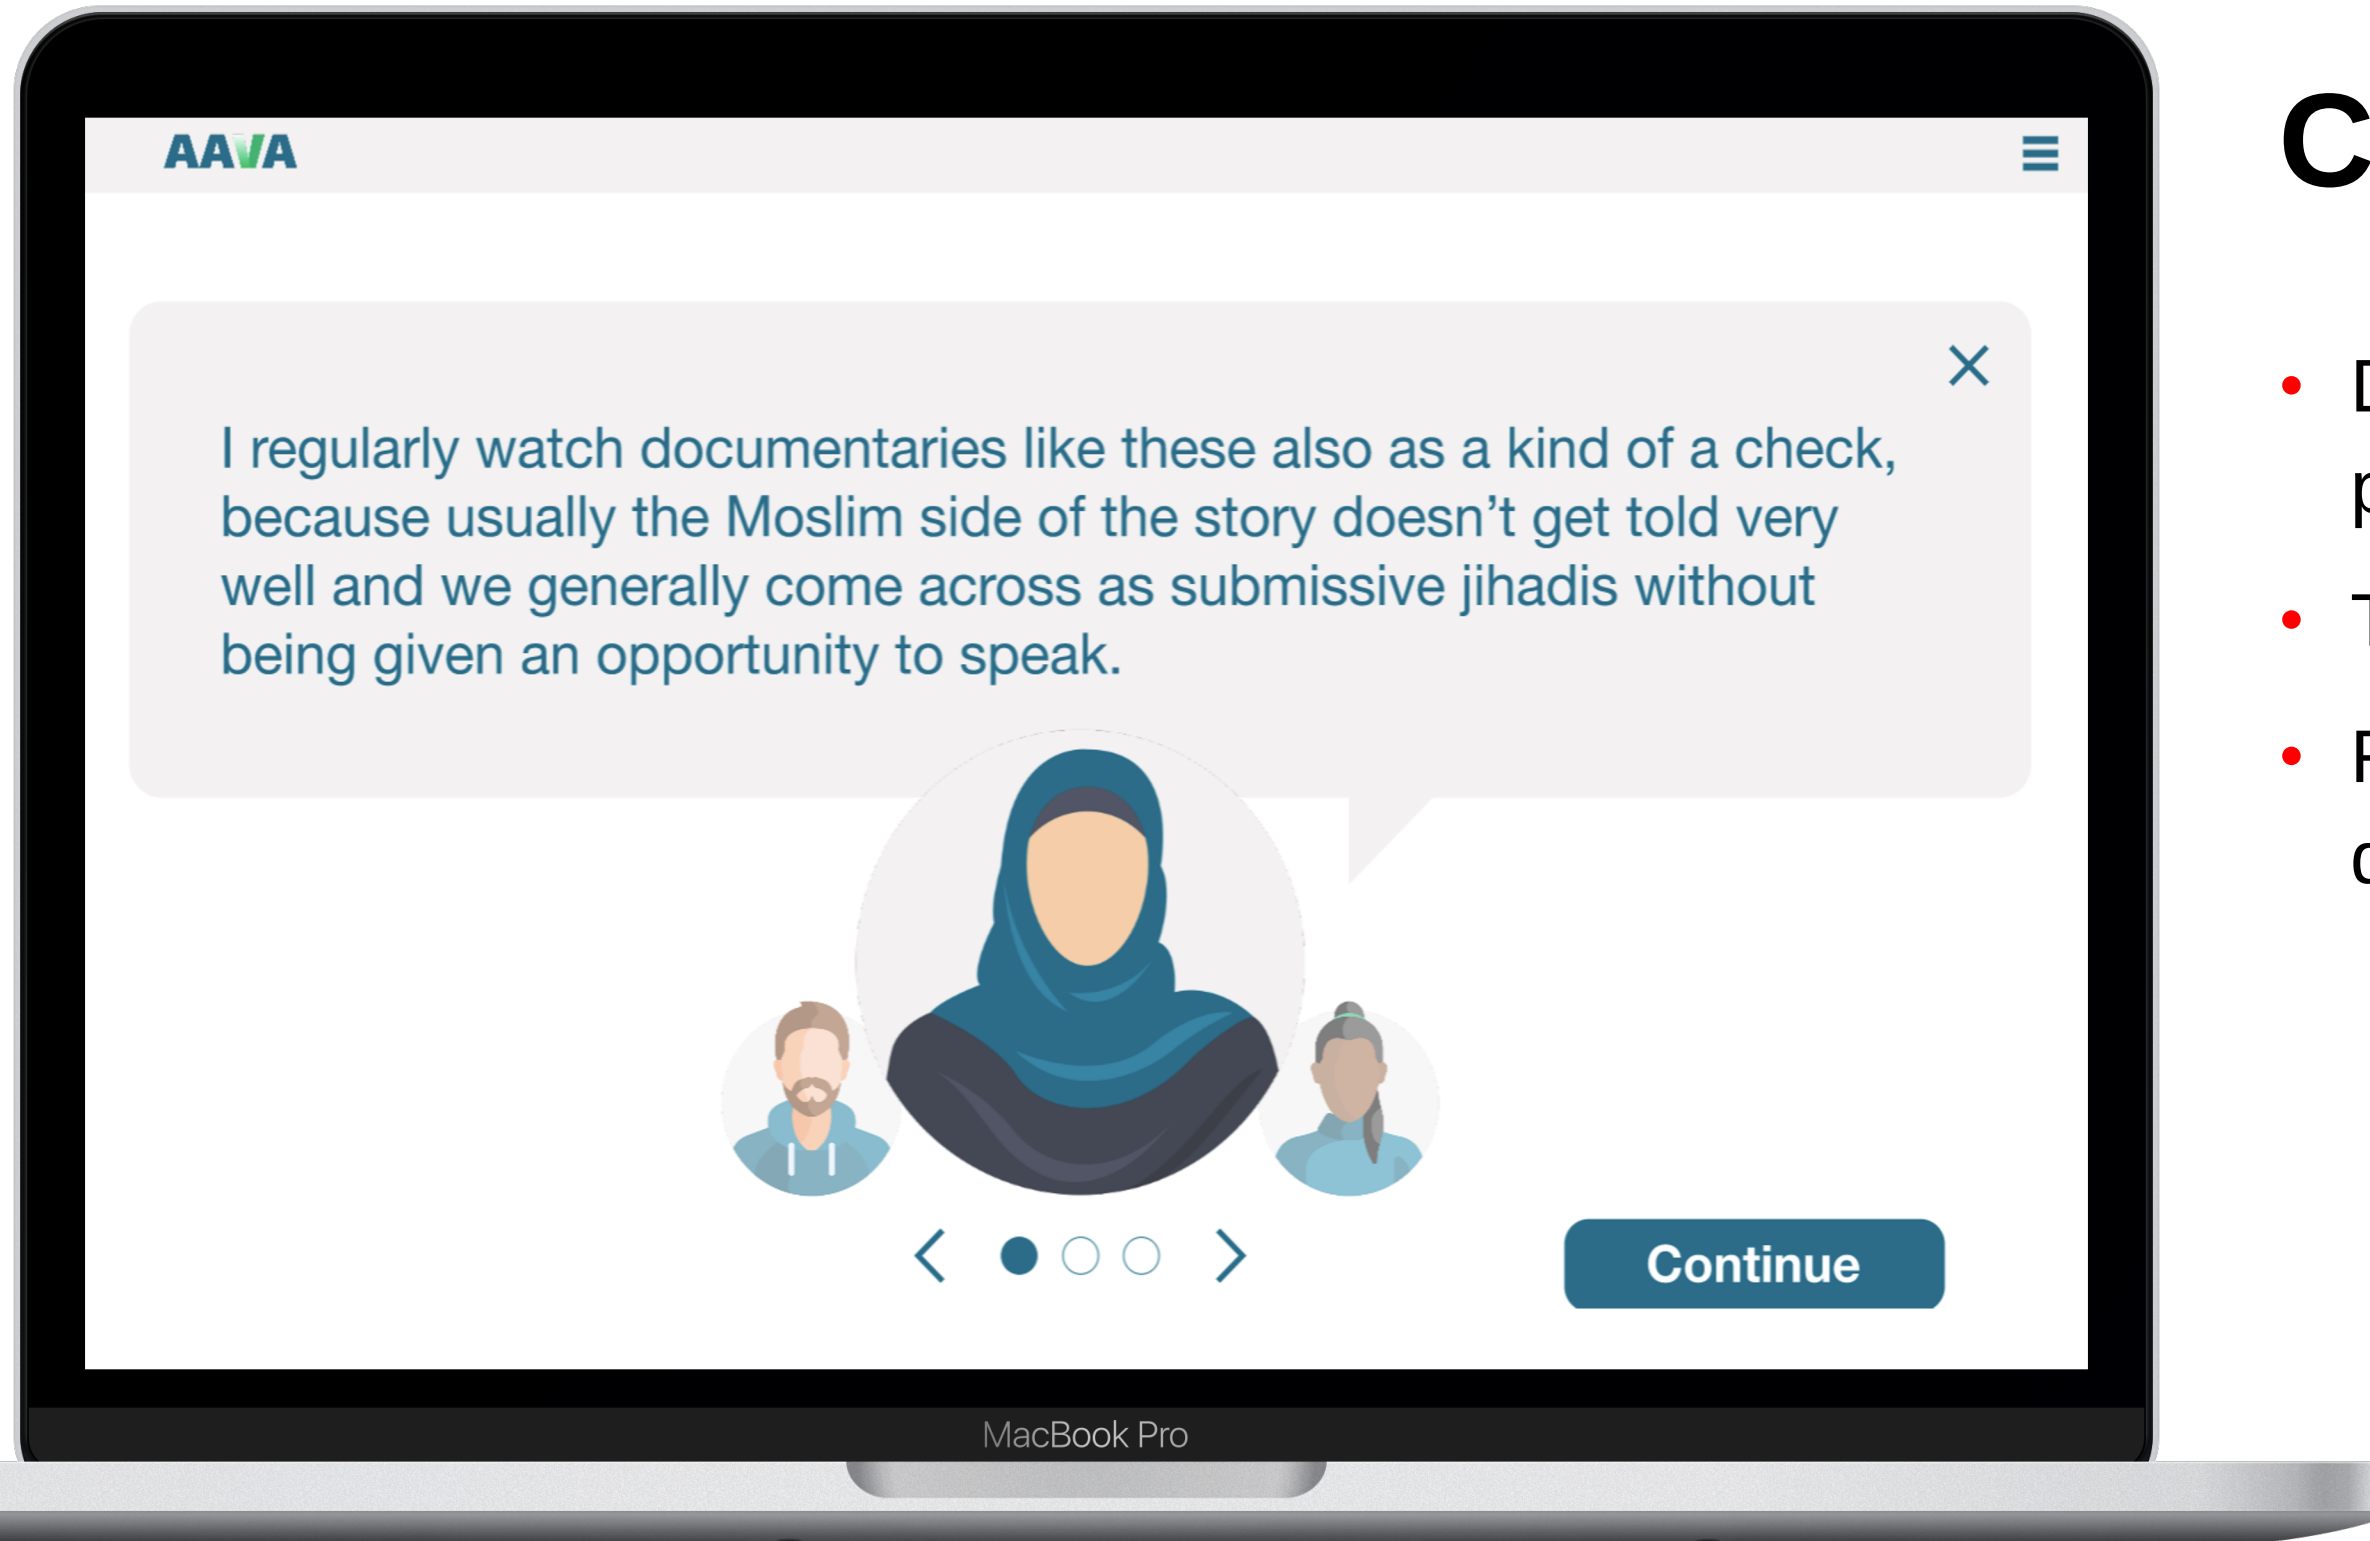 AAVA
I regularly watch documentaries like these also as a kind of a check,
because usually the Moslim side of the story doesn’t get told very
well and we generally come across as submissive jihadis without
being given an opportunity to speak.
Continue
MacBook Pro